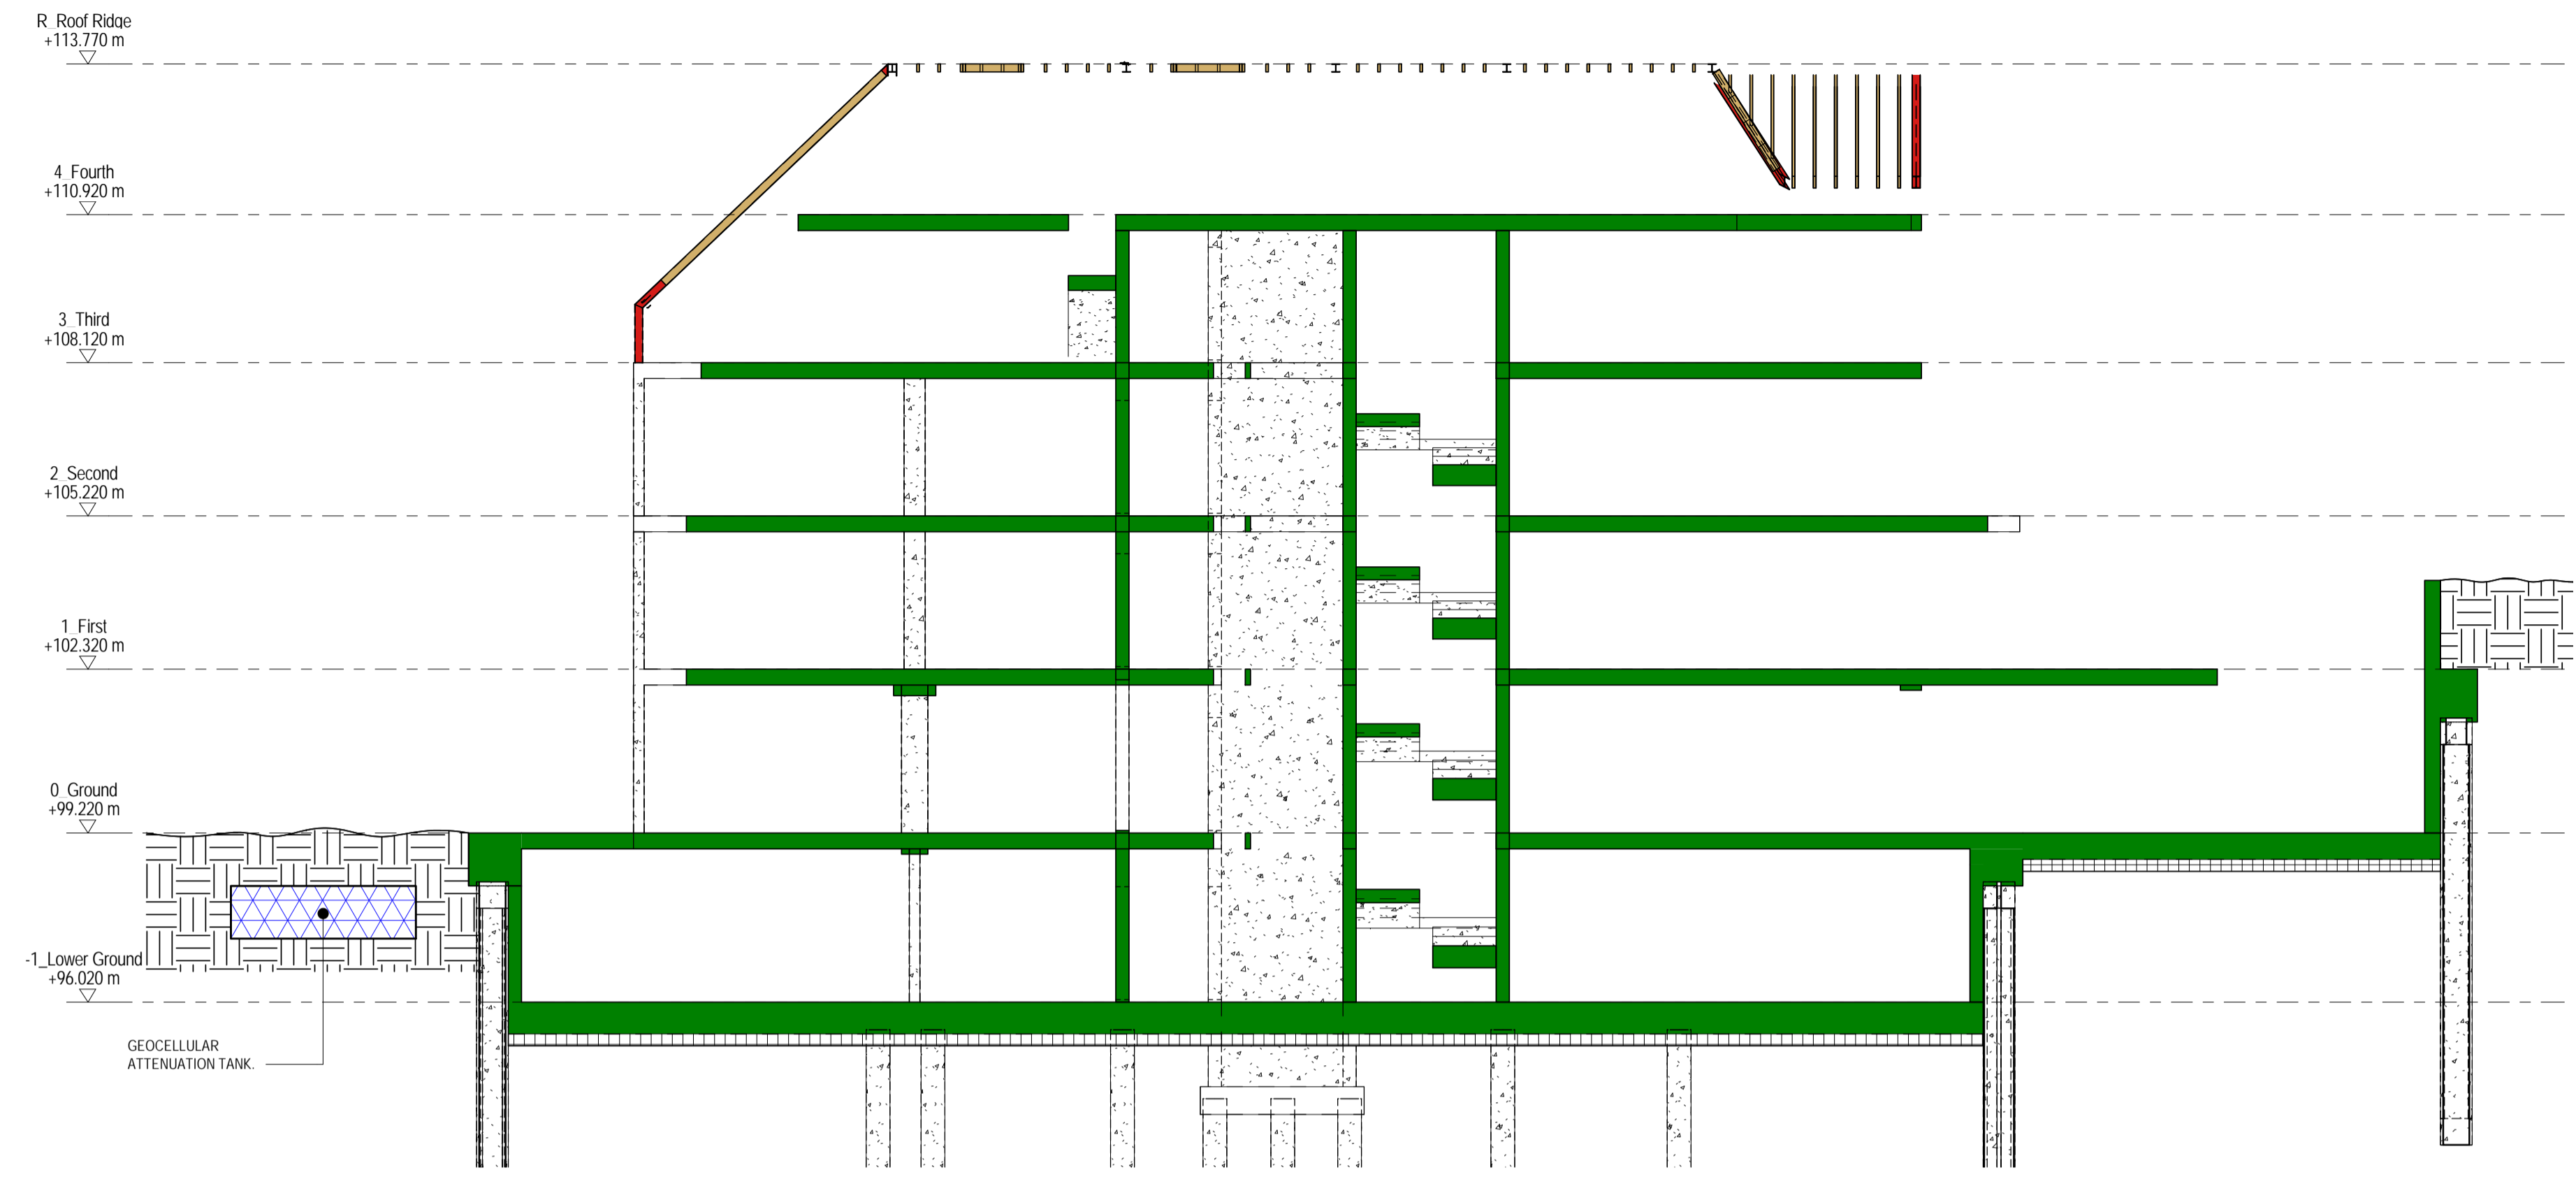 R_Roof Ridge
+113.770 m
4_Fourth
+110.920 m
3_Third
+108.120 m
2_Second
+105.220 m
1_First
+102.320 m
0_Ground
+99.220 m
-1_Lower Ground
+96.020 m
GEOCELLULAR
ATTENUATION TANK.